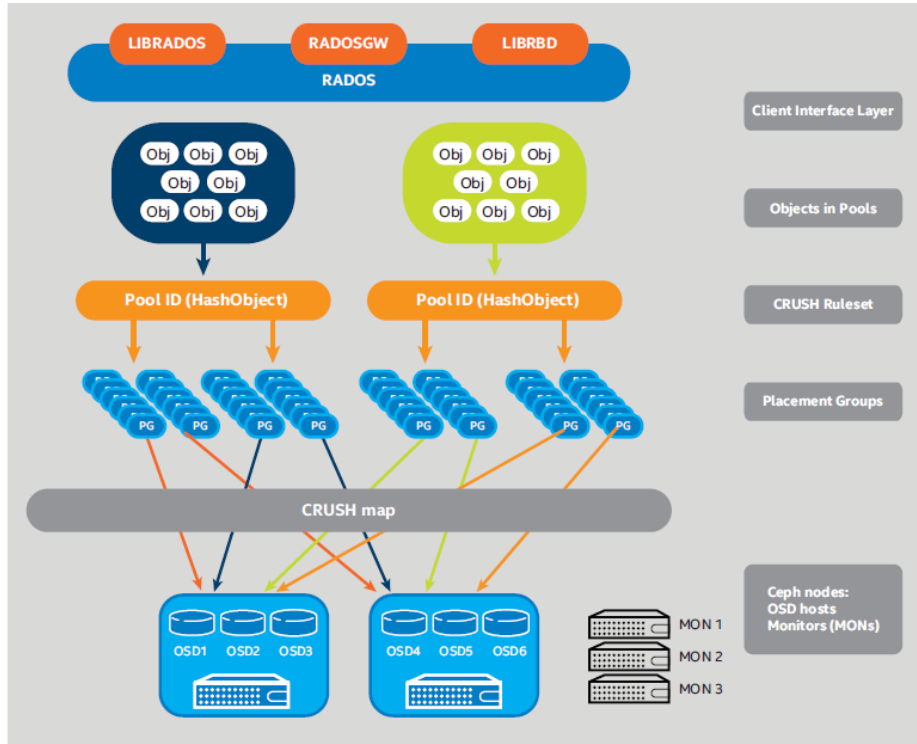 LIBRADOS
RADOSGW
LIBRBD
RADOS
Client Interface Layer
Obj Obj Obj
Obj Obj
Obj Obj Obj
Obj Obj Obj
Obj Obj
Obj Obj Obj
Objects in Pools
Pool ID (HashObject)
Pool ID (HashObject)
CRUSH Ruleset
PG
PG
PG
PG
PG
PG
PG
PG
Placement Groups
CRUSH map
OSD1 OSD2 OSD3
OSD4 OSD5 OSD6
MON 1
MON 2
MON 3
Ceph nodes:
OSD hosts
Monitors (MONs)